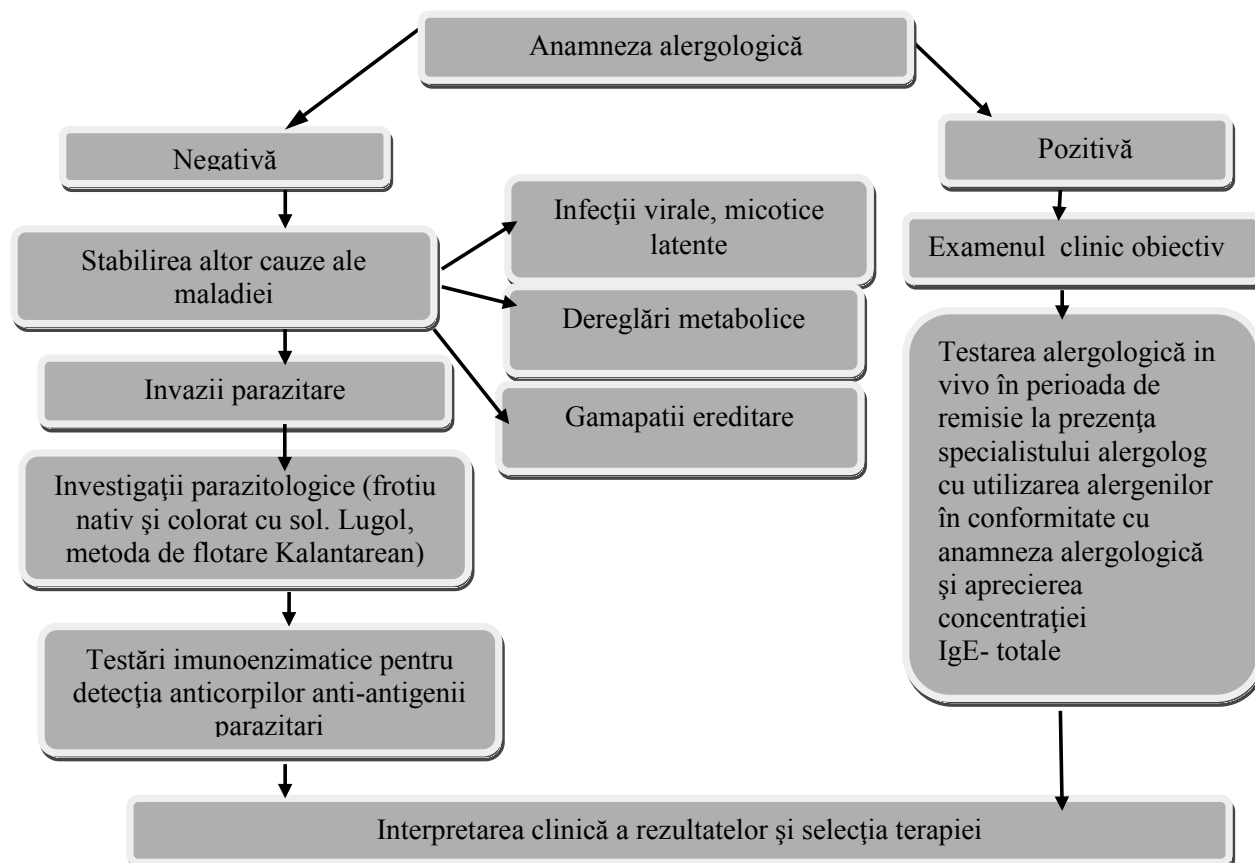 Anamneza alergologică
Negativă
Pozitivă
Stabilirea altor cauze ale
maladiei
Infecţii virale, micotice
latente
Dereglări metabolice
Gamapatii ereditare
Invazii parazitare
Investigaţii parazitologice (frotiu
nativ şi colorat cu sol. Lugol,
metoda de flotare Kalantarean)
Testări imunoenzimatice pentru
detecţia anticorpilor anti-antigenii
parazitari
Examenul clinic obiectiv
Testarea alergologică in
vivo în perioada de
remisie la prezenţa
specialistului alergolog
cu utilizarea alergenilor
în conformitate cu
anamneza alergologică
şi aprecierea
concentraţiei
IgE- totale
Interpretarea clinică a rezultatelor şi selecţia terapiei